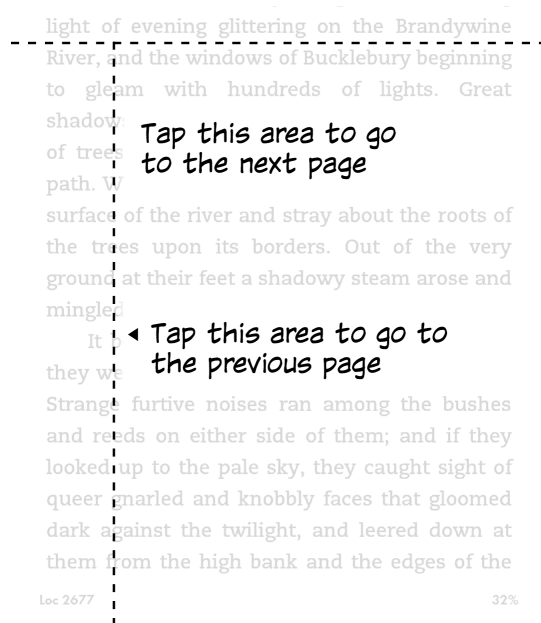 light of evening glittering on the Brandywine
River, and the windows of Bucklebury beginning
to gleam with hundreds of lights. Great
shadow
Tap this area to go
of trees
to the next page
path. W
surface of the river and stray about the roots of
the trees upon its borders. Out of the very
ground at their feet a shadowy steam arose and
mingled
It
Tap this area to go to
they we
the previous page
Strange furtive noises ran among the bushes
and reeds on either side of them; and if they
looked up to the pale sky, they caught sight of
queer gnarled and knobbly faces that gloomed
dark against the twilight, and leered down at
them from the high bank and the edges of the
Loc 2677 32%